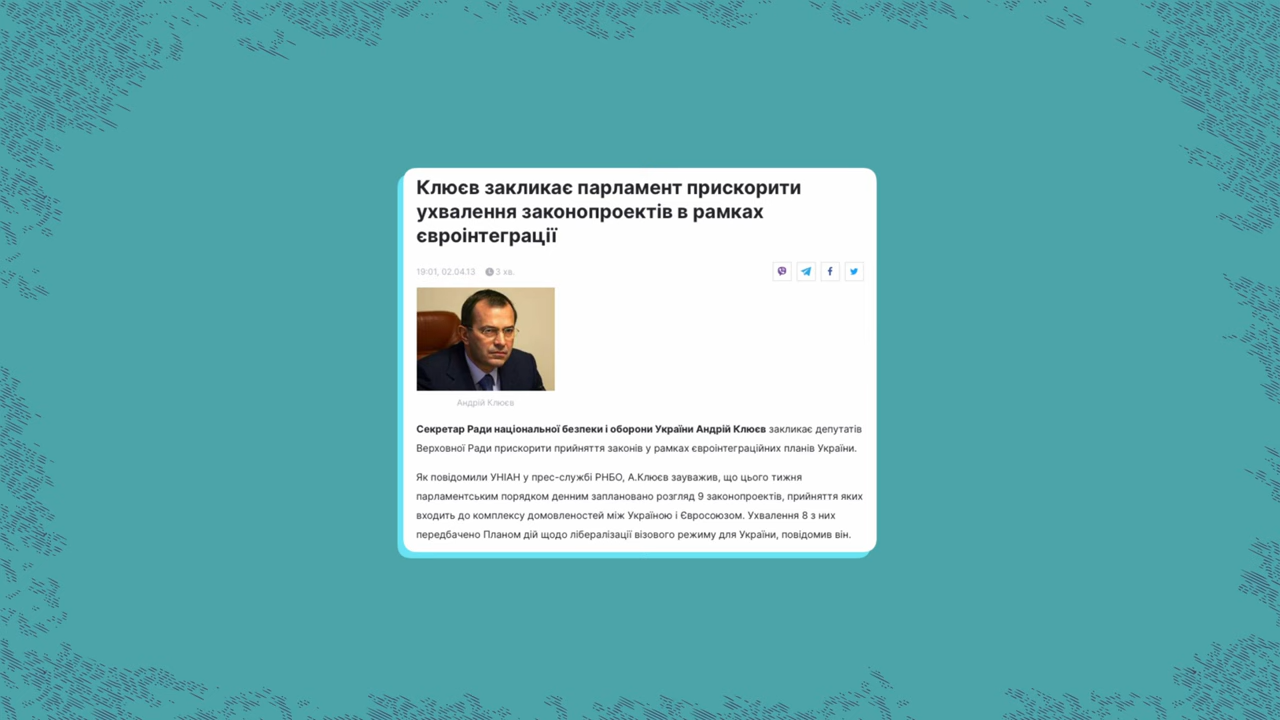 Клюєв закликає парламент прискорити
ухвалення законопроектів в рамках
євроінтеграції
19:01, 02.04.13 3 хв.
Андрій Клюєв
Секретар Ради національної безпеки і оборони України Андрій Клюєв закликає депутатів
Верховної Ради прискорити прийняття законів у рамках євроінтеграційних планів України.
Як повідомили УНІАН у прес-службі РНБО, А.Клюєв зауважив, що цього тижня
парламентським порядком денним заплановано розгляд 9 законопроектів, прийняття яких
входить до комплексу домовленостей між Україною і Євросоюзом. Ухвалення 8 з них
передбачено Планом дій щодо лібералізації візового режиму для України, повідомив він.